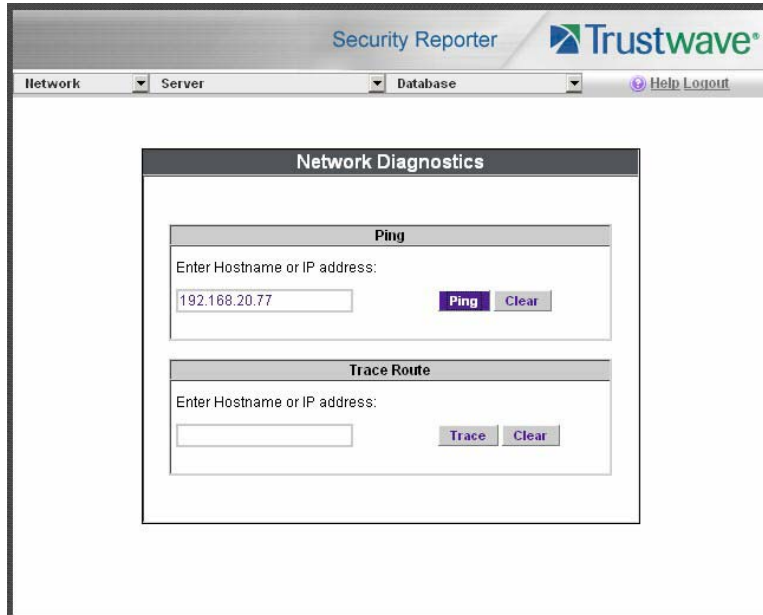 Security Reporter Trustwave®
Network Server Database Help Logout
Network Diagnostics
Ping
Enter Hostname or IP address:
192.168.20.77 Ping Clear
Trace Route
Enter Hostname or IP address:
Trace Clear